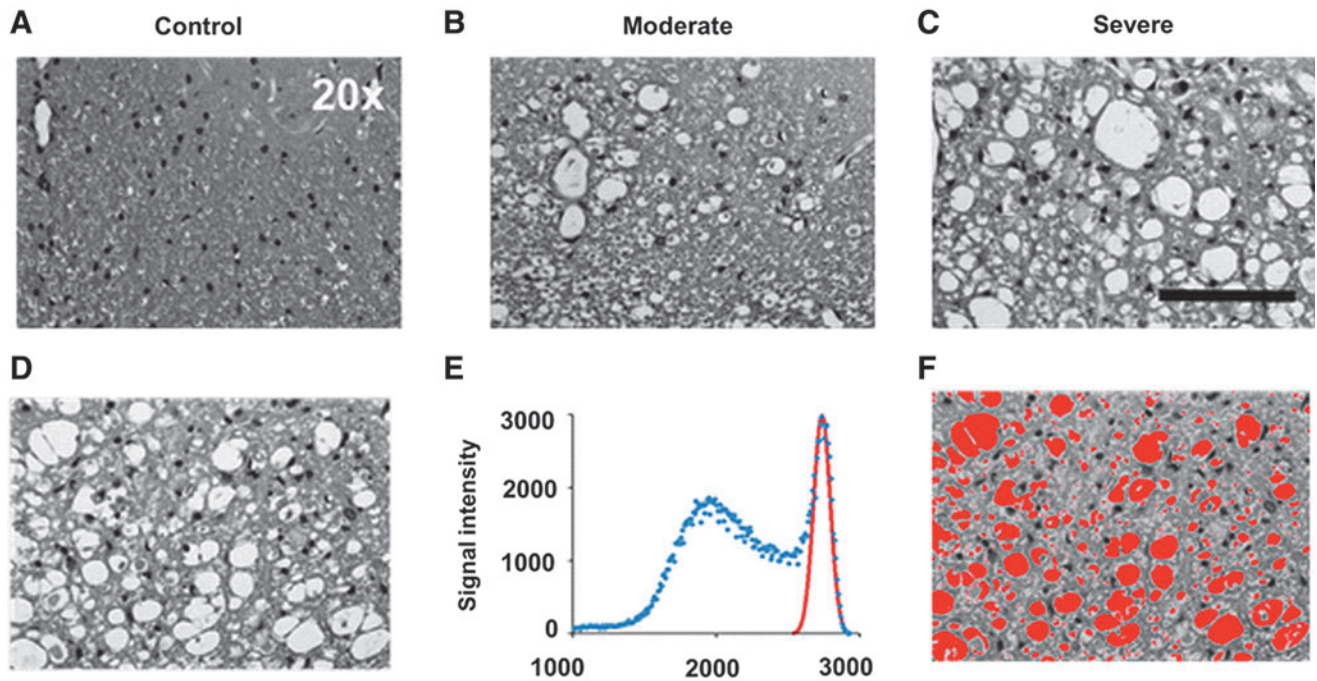 A Control
B Moderate
C Severe
20x
D
E
F
3000
2000
1000
0
Signal intensity
1000 2000 3000